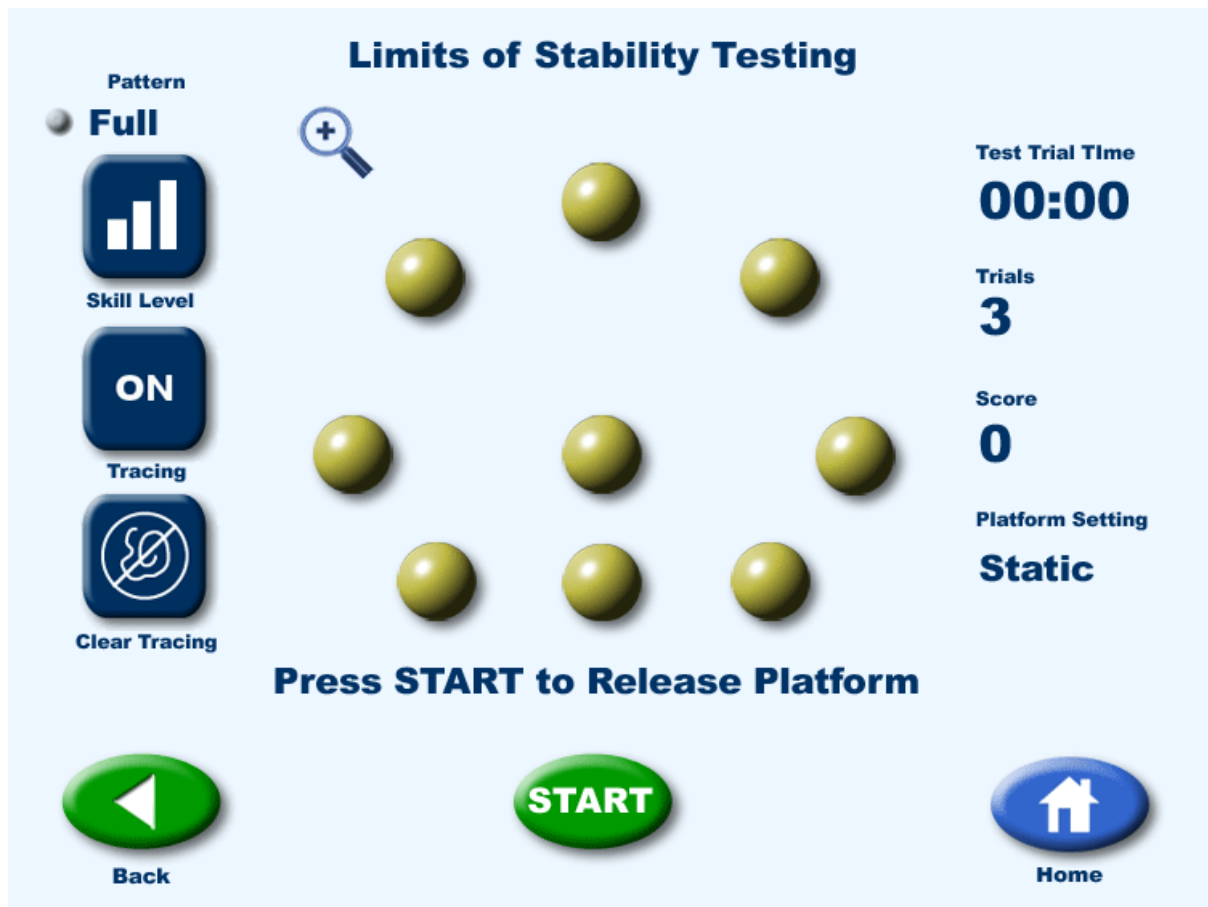 Limits of Stability Testing
Pattern
Full
Skill Level
ON
Tracing
Clear Tracing
Test Trial TIme
00:00
Trials
3
Score
0
Platform Setting
Static
Press START to Release Platform
START
Back
Home